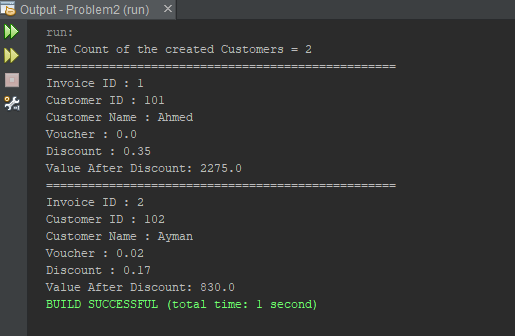 Output - Problem2 (run)
run:
The Count of the created Customers = 2
==================================================
Invoice ID : 1
Customer ID : 101
Customer Name : Ahmed
Voucher : 0.0
Discount : 0.35
Value After Discount: 2275.0
==================================================
Invoice ID : 2
Customer ID : 102
Customer Name : Ayman
Voucher : 0.02
Discount : 0.17
Value After Discount: 830.0
BUILD SUCCESSFUL (total time: 1 second)